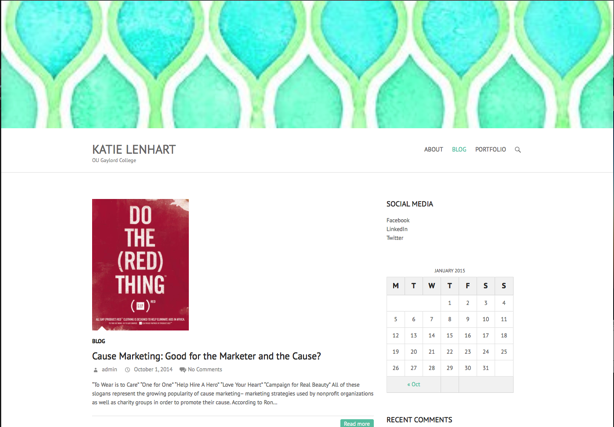 KATIE LENHART
OU Gaylord College
ABOUT BLOG PORTFOLIO
DO
THE
(RED)
THING
BLOG
Cause Marketing: Good for the Marketer and the Cause?
admin October 1, 2014 No Comments
"To Wear is to Care" "One for One" "Help Hire A Hero" "Love Your Heart" "Campaign for Real Beauty" All of these
slogans represent the growing popularity of cause marketing– marketing strategies used by nonprofit organizations
as well as charity groups in order to promote their cause. According to Ron...
Read more
SOCIAL MEDIA
Facebook
LinkedIn
Twitter
JANUARY 2015
M T W T F S S
1 2 3 4
5 6 7 8 9 10 11
12 13 14 15 16 17 18
19 20 21 22 23 24 25
26 27 28 29 30 31
« Oct
RECENT COMMENTS